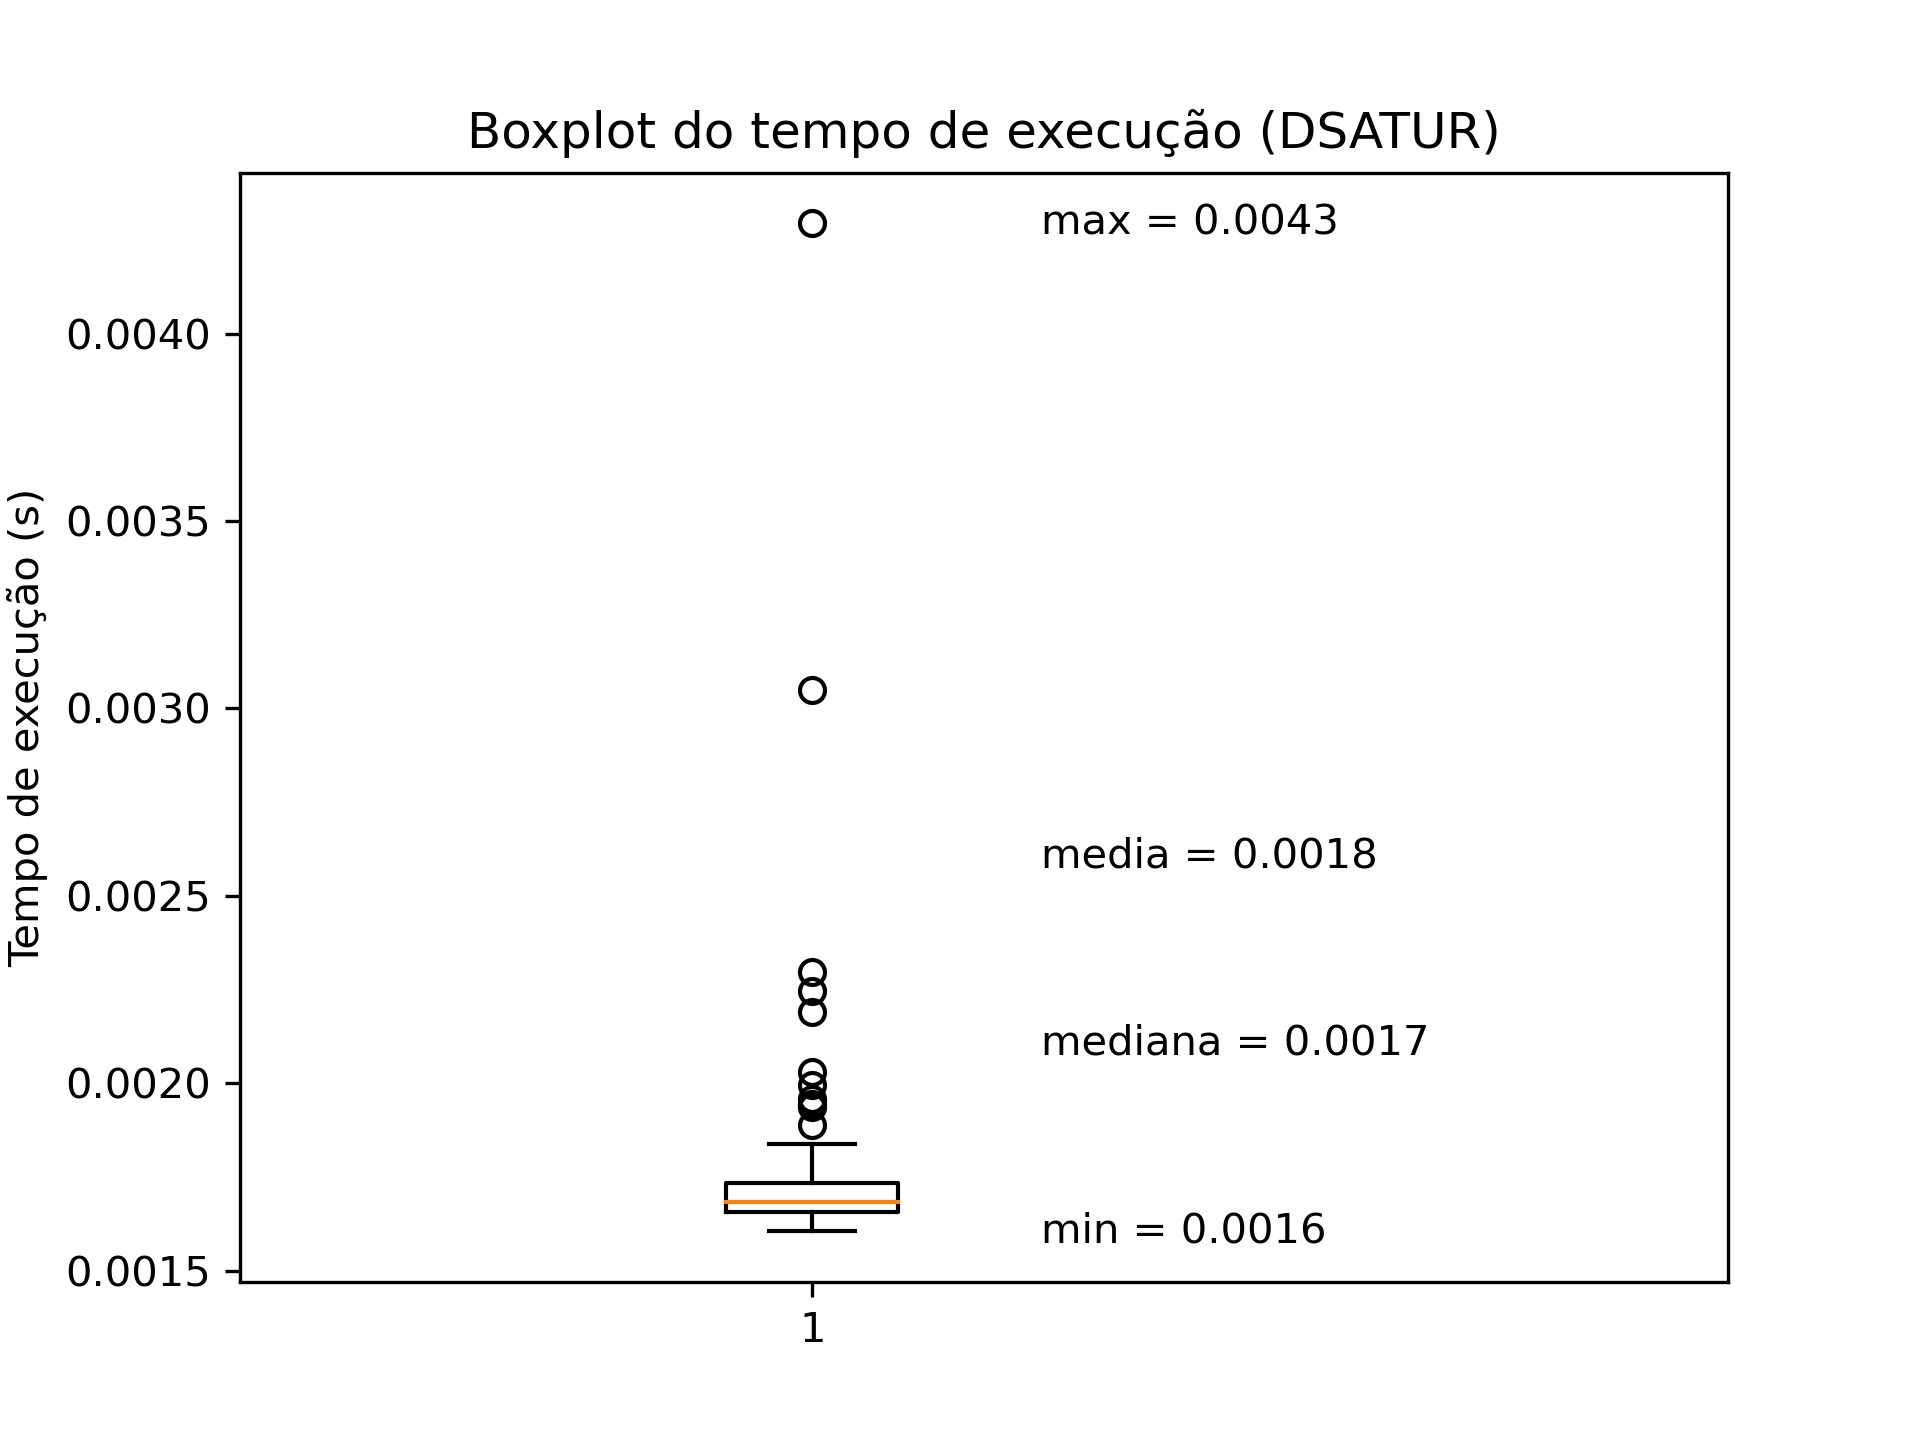 Boxplot do tempo de execução (DSATUR)
max = 0.0043
0.0040
0.0035
0.0030
media = 0.0018
0.0025
mediana = 0.0017
0.0020
min = 0.0016
0.0015
1
Tempo de execução (s)